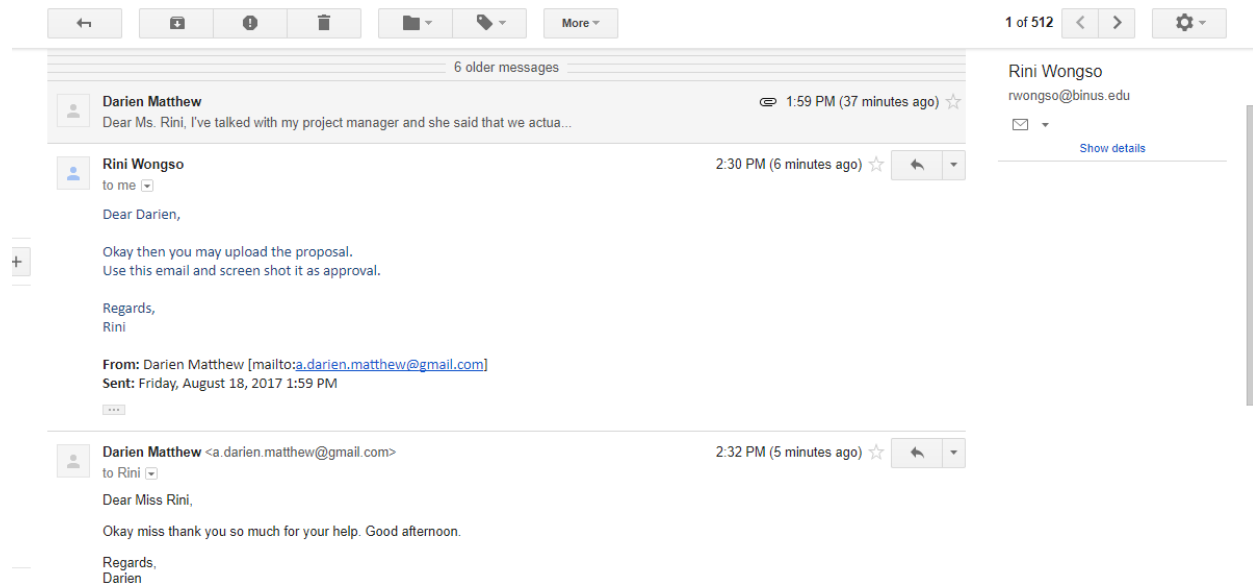 More
1 of 512
6 older messages
Rini Wongso
rwongso@binus.edu
Show details
Darien Matthew
1:59 PM (37 minutes ago)
Dear Ms. Rini, I've talked with my project manager and she said that we actua...
Rini Wongso
2:30 PM (6 minutes ago)
to me
Dear Darien,
Okay then you may upload the proposal.
Use this email and screen shot it as approval.
Regards,
Rini
From: Darien Matthew [mailto:a.darien.matthew@gmail.com]
Sent: Friday, August 18, 2017 1:59 PM
...
Darien Matthew <a.darien.matthew@gmail.com>
2:32 PM (5 minutes ago)
to Rini
Dear Miss Rini,
Okay miss thank you so much for your help. Good afternoon.
Regards,
Darien